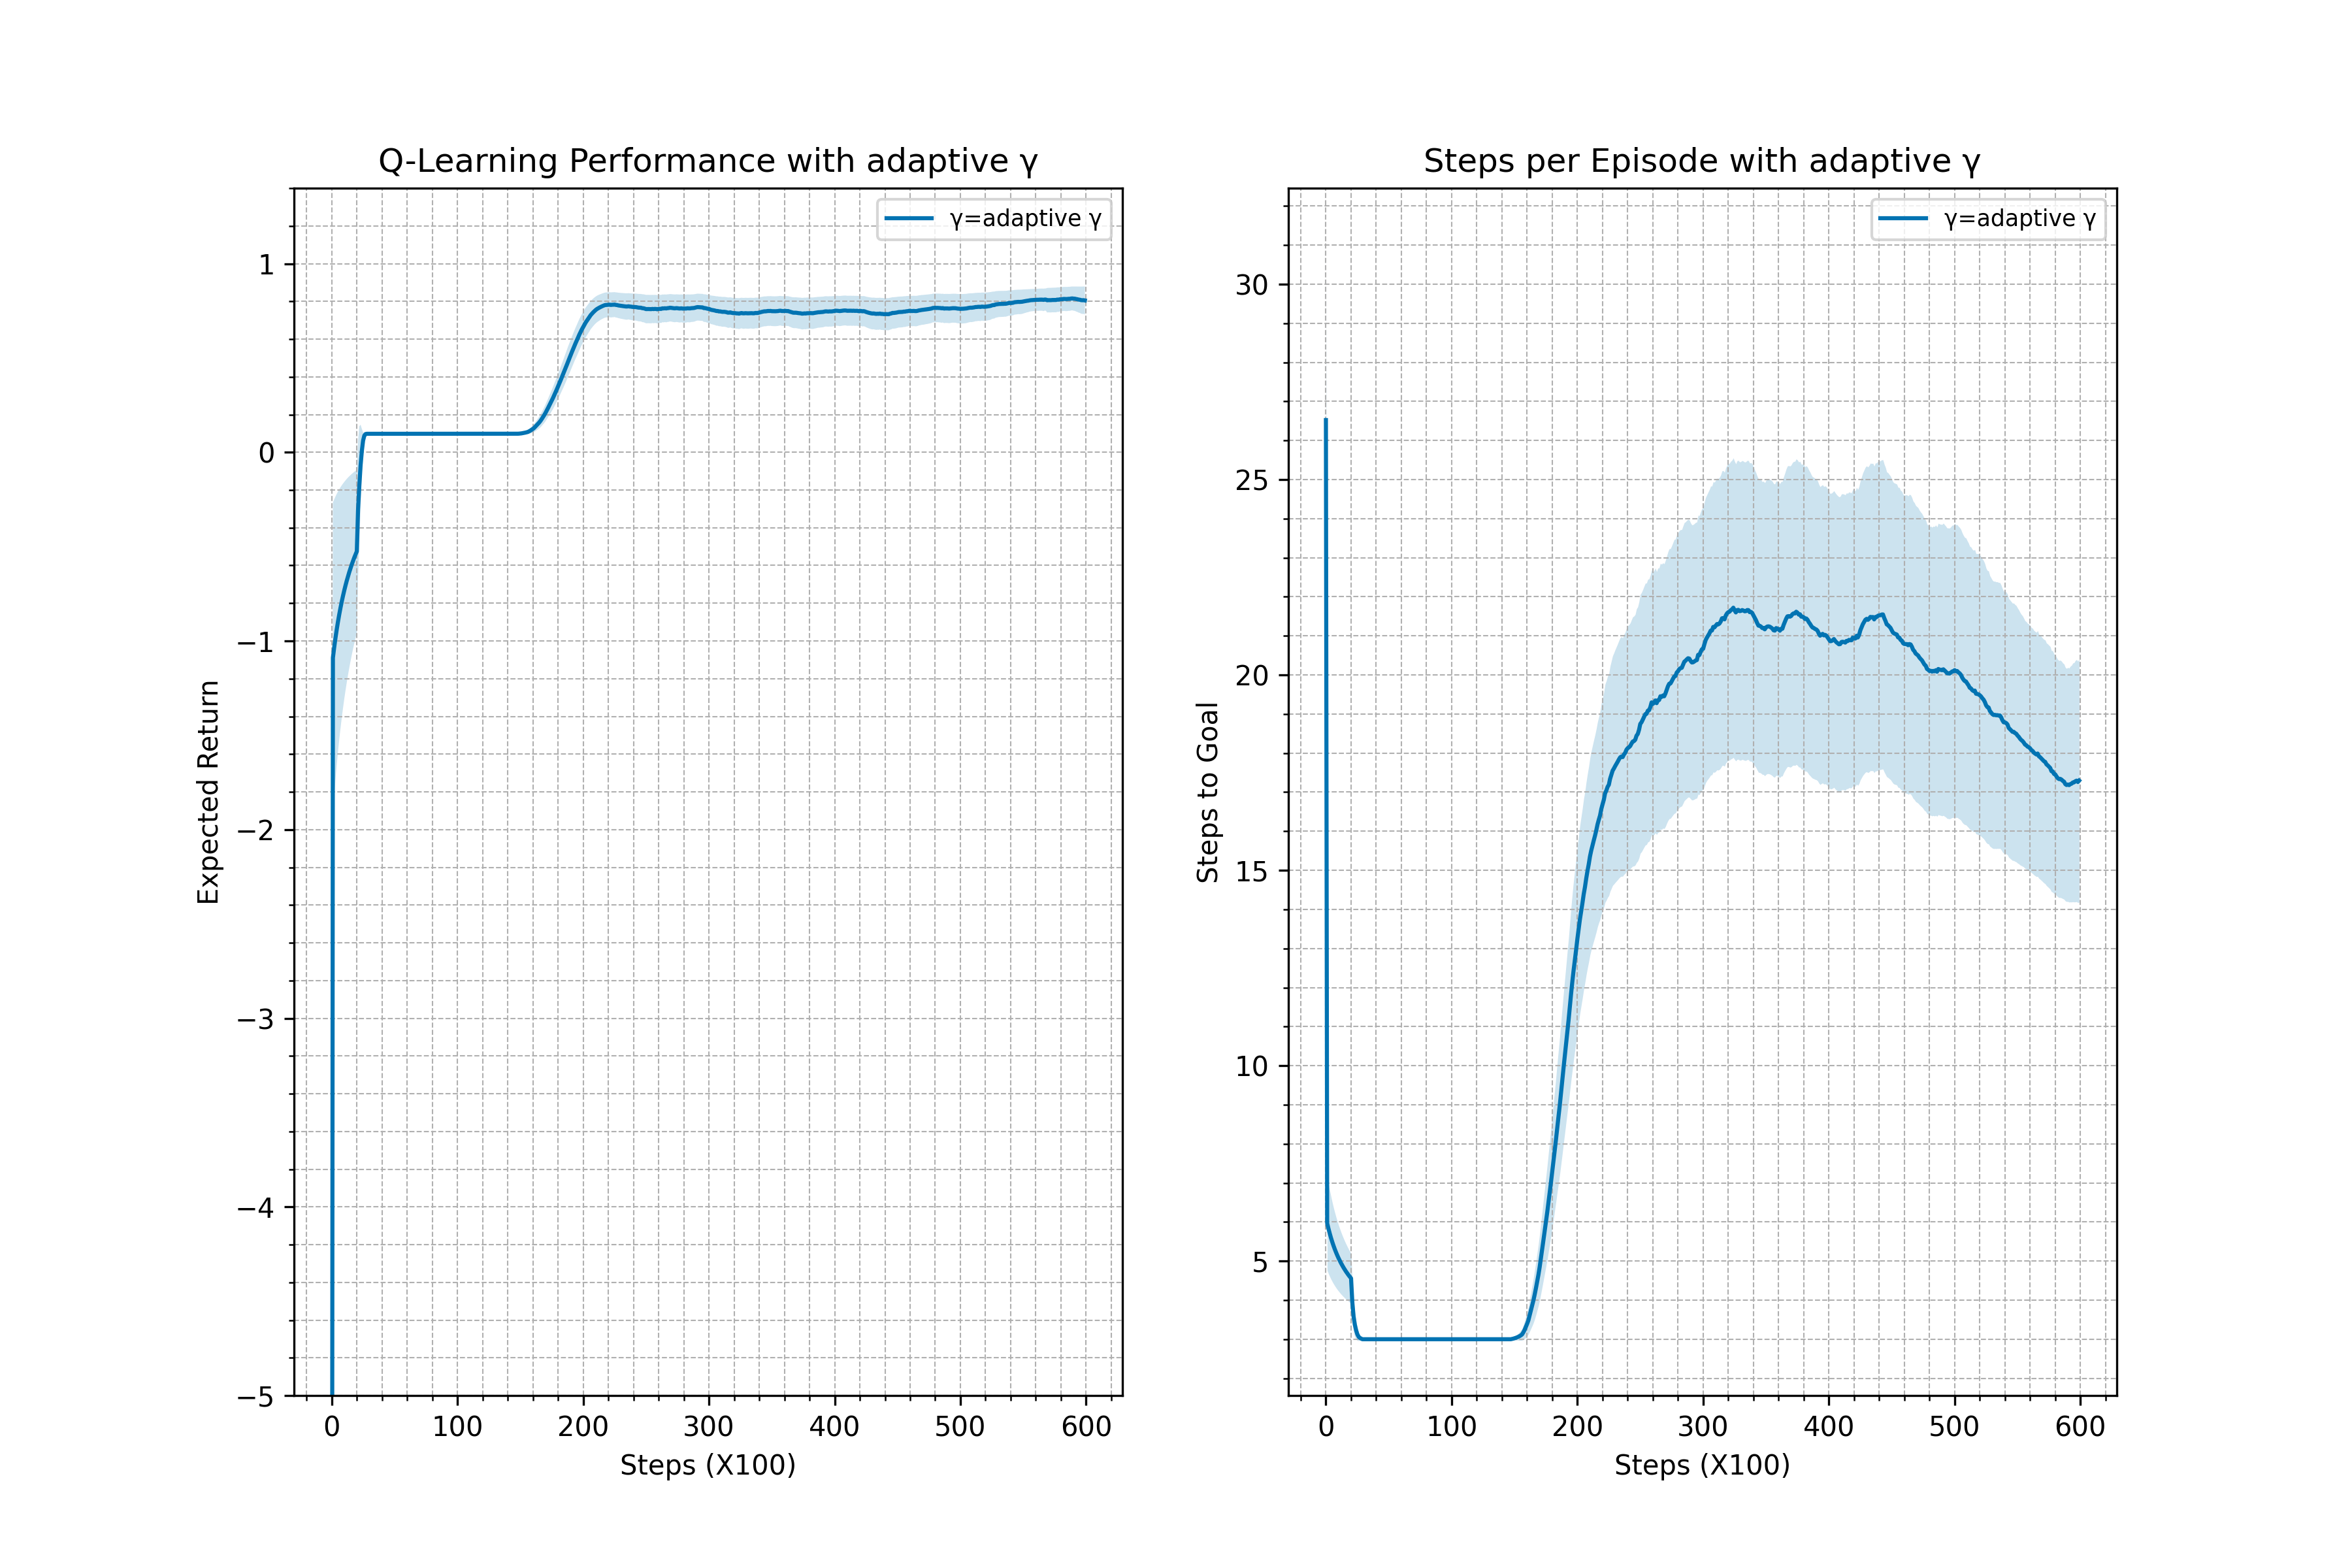 Q-Learning Performance with adaptive γ
γ=adaptive γ
1
0
−1
−2
−3
−4
−5
Expected Return
0 100 200 300 400 500 600
Steps (X100)
Steps per Episode with adaptive γ
γ=adaptive γ
30
25
20
15
10
5
Steps to Goal
0 100 200 300 400 500 600
Steps (X100)